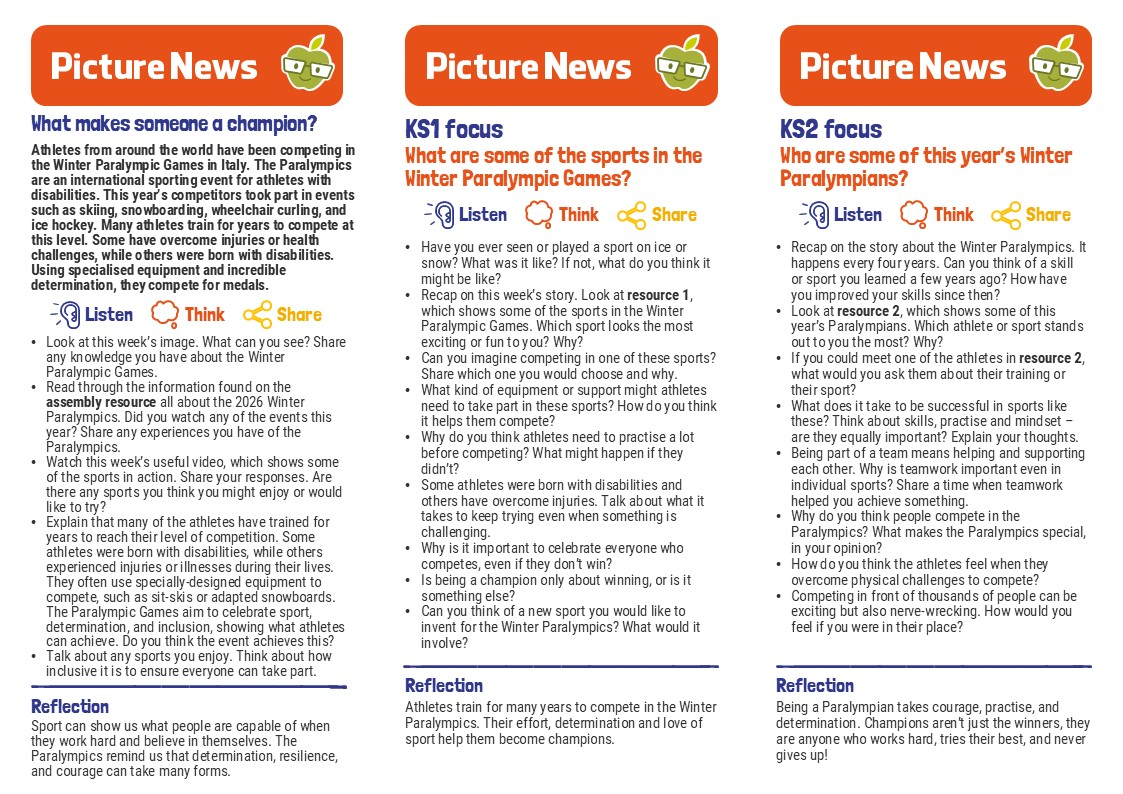 Picture News
What makes someone a champion?
Athletes from around the world have been competing in
the Winter Paralympic Games in Italy. The Paralympics
are an international sporting event for athletes with
disabilities. This year's competitors took part in events
such as skiing, snowboarding, wheelchair curling, and
ice hockey. Many athletes train for years to compete at
this level. Some have overcome injuries or health
challenges, while others were born with disabilities.
Using specialised equipment and incredible
determination, they compete for medals.
Listen Think Share
• Look at this week's image. What can you see? Share
any knowledge you have about the Winter
Paralympic Games.
• Read through the information found on the
assembly resource all about the 2026 Winter
Paralympics. Did you watch any of the events this
year? Share any experiences you have of the
Paralympics.
• Watch this week's useful video, which shows some
of the sports in action. Share your responses. Are
there any sports you think you might enjoy or would
like to try?
• Explain that many of the athletes have trained for
years to reach their level of competition. Some
athletes were born with disabilities, while others
experienced injuries or illnesses during their lives.
They often use specially-designed equipment to
compete, such as sit-skis or adapted snowboards.
The Paralympic Games aim to celebrate sport,
determination, and inclusion, showing what athletes
can achieve. Do you think the event achieves this?
• Talk about any sports you enjoy. Think about how
inclusive it is to ensure everyone can take part.
Reflection
Sport can show us what people are capable of when
they work hard and believe in themselves. The
Paralympics remind us that determination, resilience,
and courage can take many forms.
Picture News
KS1 focus
What are some of the sports in the
Winter Paralympic Games?
Listen Think Share
• Have you ever seen or played a sport on ice or
snow? What was it like? If not, what do you think it
might be like?
• Recap on this week's story. Look at resource 1,
which shows some of the sports in the Winter
Paralympic Games. Which sport looks the most
exciting or fun to you? Why?
• Can you imagine competing in one of these sports?
Share which one you would choose and why.
• What kind of equipment or support might athletes
need to take part in these sports? How do you think
it helps them compete?
• Why do you think athletes need to practise a lot
before competing? What might happen if they
didn't?
• Some athletes were born with disabilities and
others have overcome injuries. Talk about what it
takes to keep trying even when something is
challenging.
• Why is it important to celebrate everyone who
competes, even if they don't win?
• Is being a champion only about winning, or is it
something else?
• Can you think of a new sport you would like to
invent for the Winter Paralympics? What would it
involve?
Reflection
Athletes train for many years to compete in the Winter
Paralympics. Their effort, determination and love of
sport help them become champions.
Picture News
KS2 focus
Who are some of this year's Winter
Paralympians?
Listen Think Share
• Recap on the story about the Winter Paralympics. It
happens every four years. Can you think of a skill
or sport you learned a few years ago? How have
you improved your skills since then?
• Look at resource 2, which shows some of this
year's Paralympians. Which athlete or sport stands
out to you the most? Why?
• If you could meet one of the athletes in resource 2,
what would you ask them about their training or
their sport?
• What does it take to be successful in sports like
these? Think about skills, practise and mindset –
are they equally important? Explain your thoughts.
• Being part of a team means helping and supporting
each other. Why is teamwork important even in
individual sports? Share a time when teamwork
helped you achieve something.
• Why do you think people compete in the
Paralympics? What makes the Paralympics special,
in your opinion?
• How do you think the athletes feel when they
overcome physical challenges to compete?
• Competing in front of thousands of people can be
exciting but also nerve-wrecking. How would you
feel if you were in their place?
Reflection
Being a Paralympian takes courage, practise, and
determination. Champions aren't just the winners, they
are anyone who works hard, tries their best, and never
gives up!